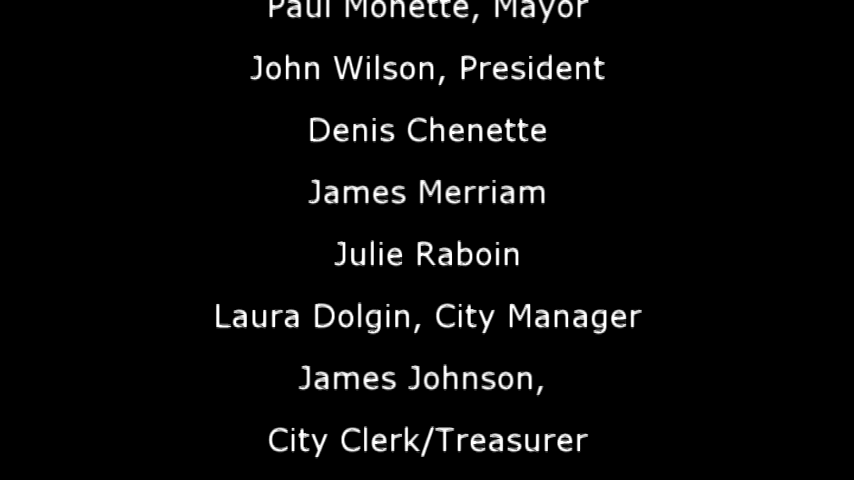 Paul Monette, Mayor
John Wilson, President
Denis Chenette
James Merriam
Julie Raboin
Laura Dolgin, City Manager
James Johnson,
City Clerk/Treasurer